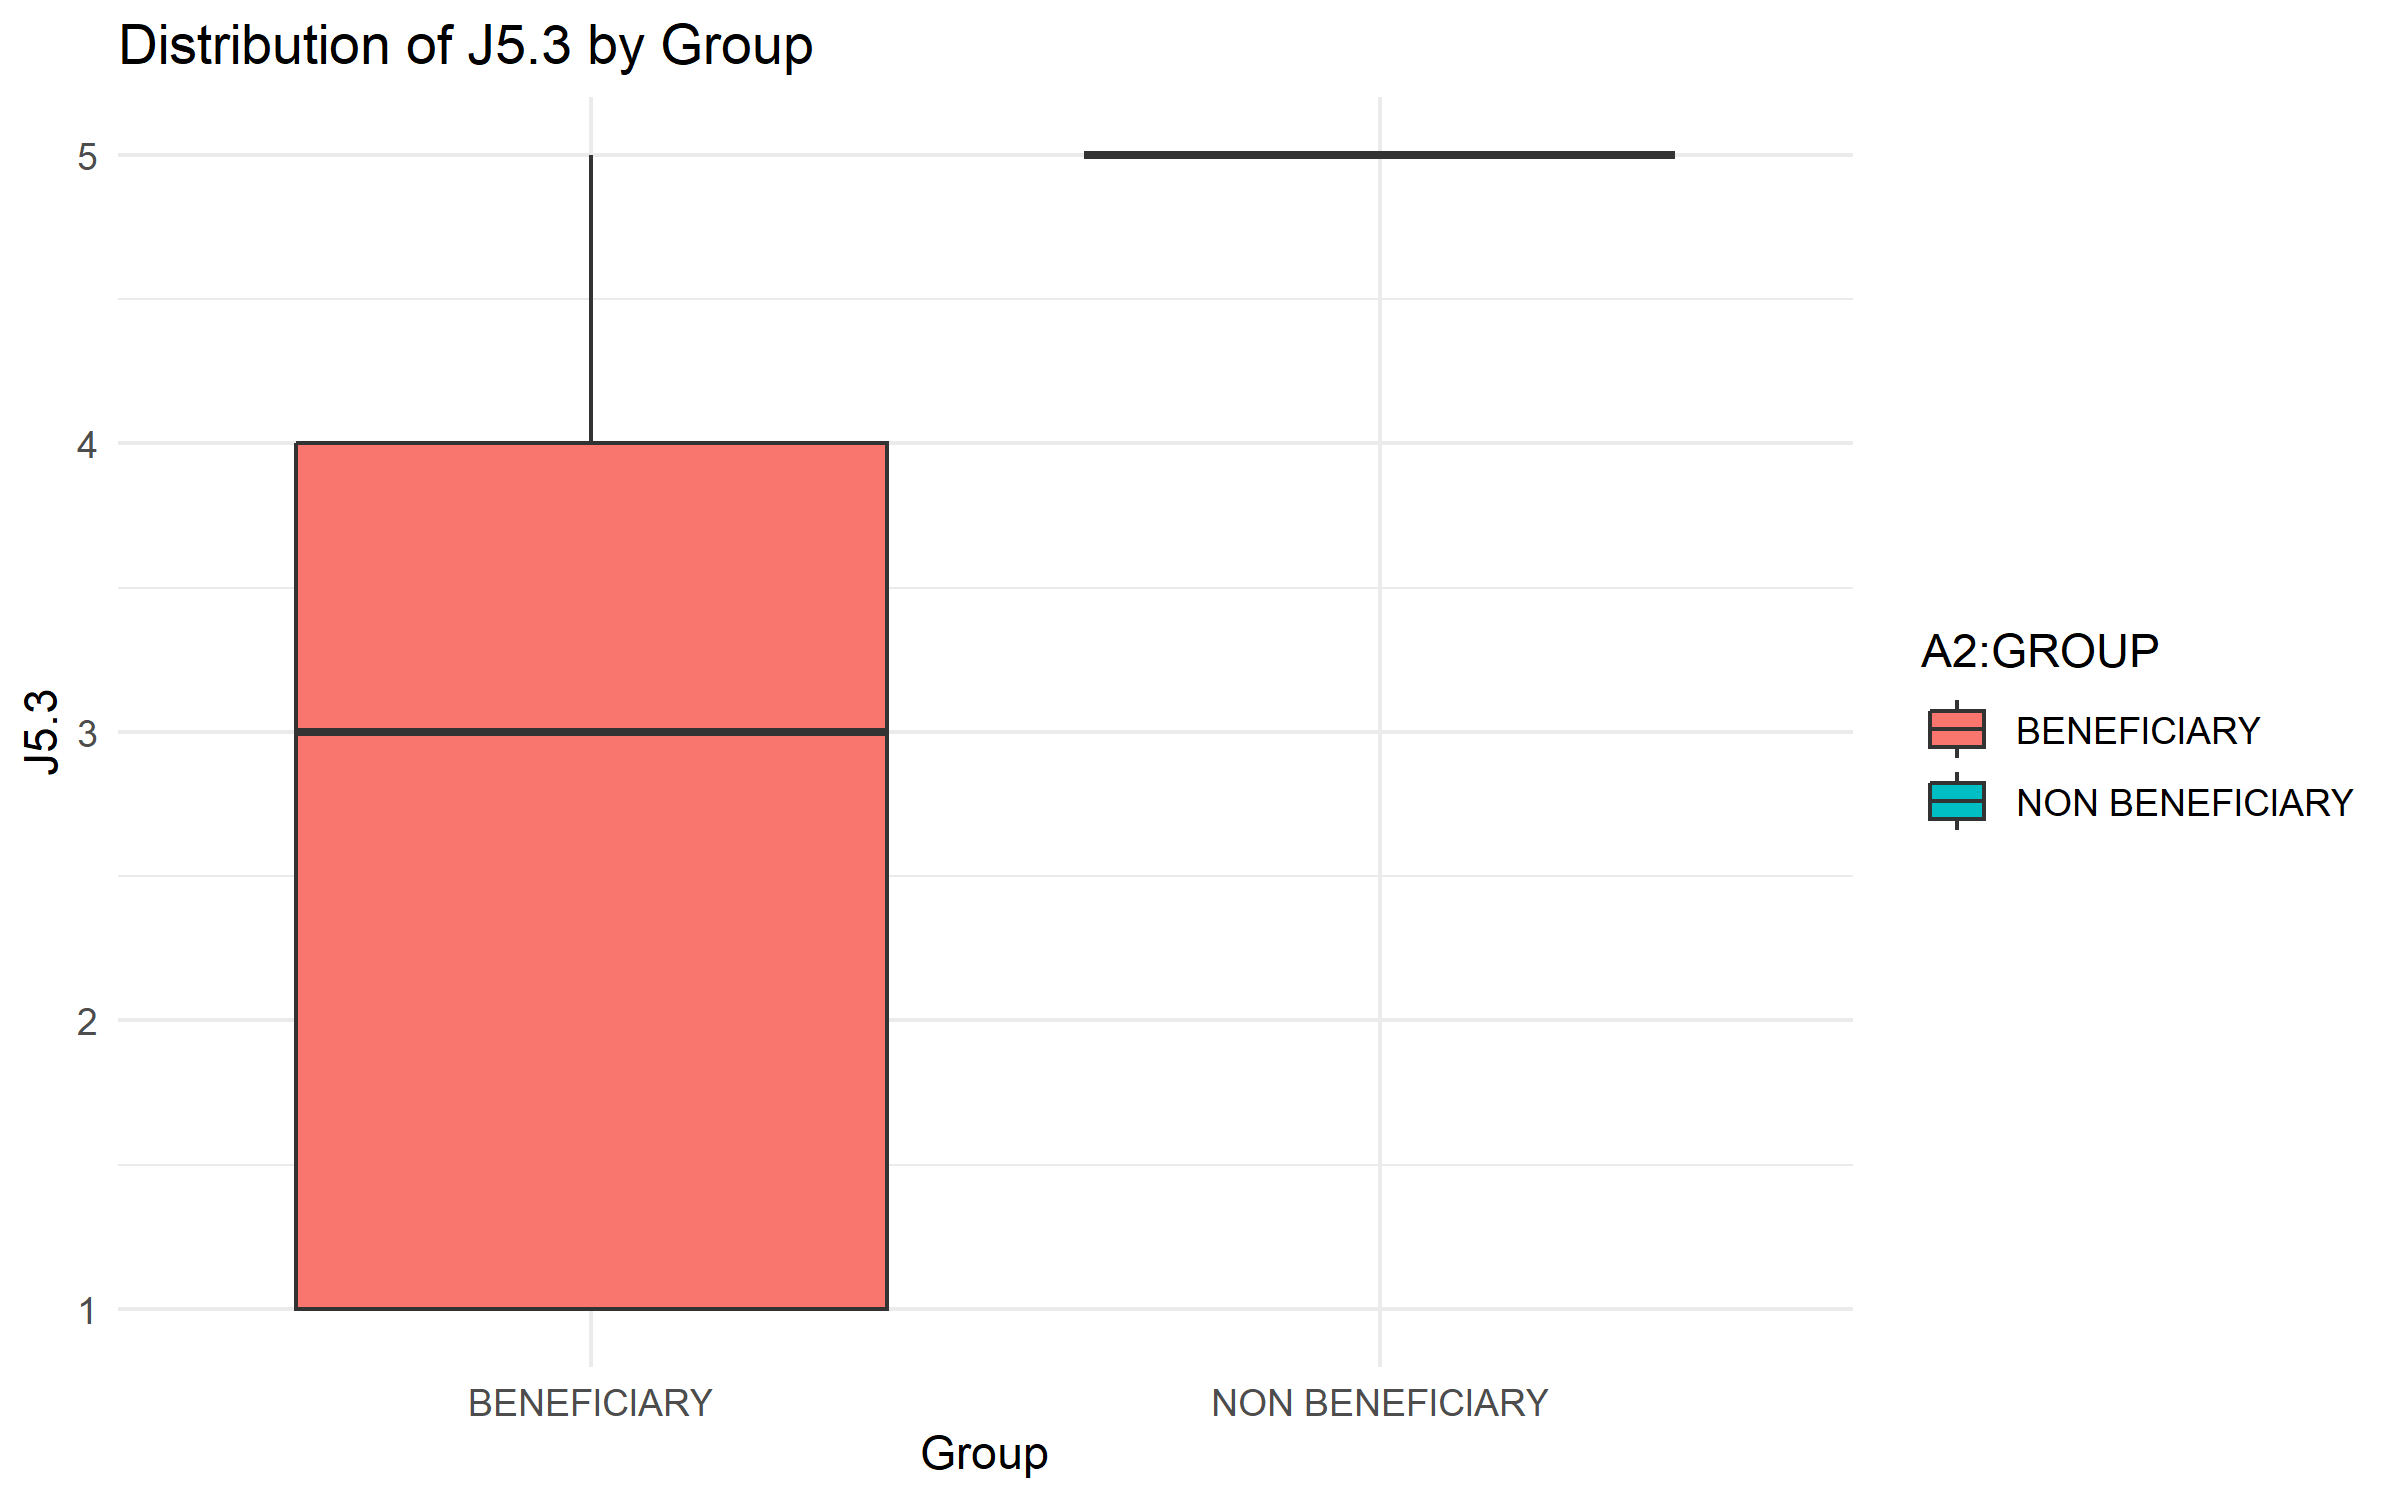 Distribution of J5.3 by Group
J5.3
5
4
3
2
1
BENEFICIARY
NON BENEFICIARY
Group
A2:GROUP
BENEFICIARY
NON BENEFICIARY